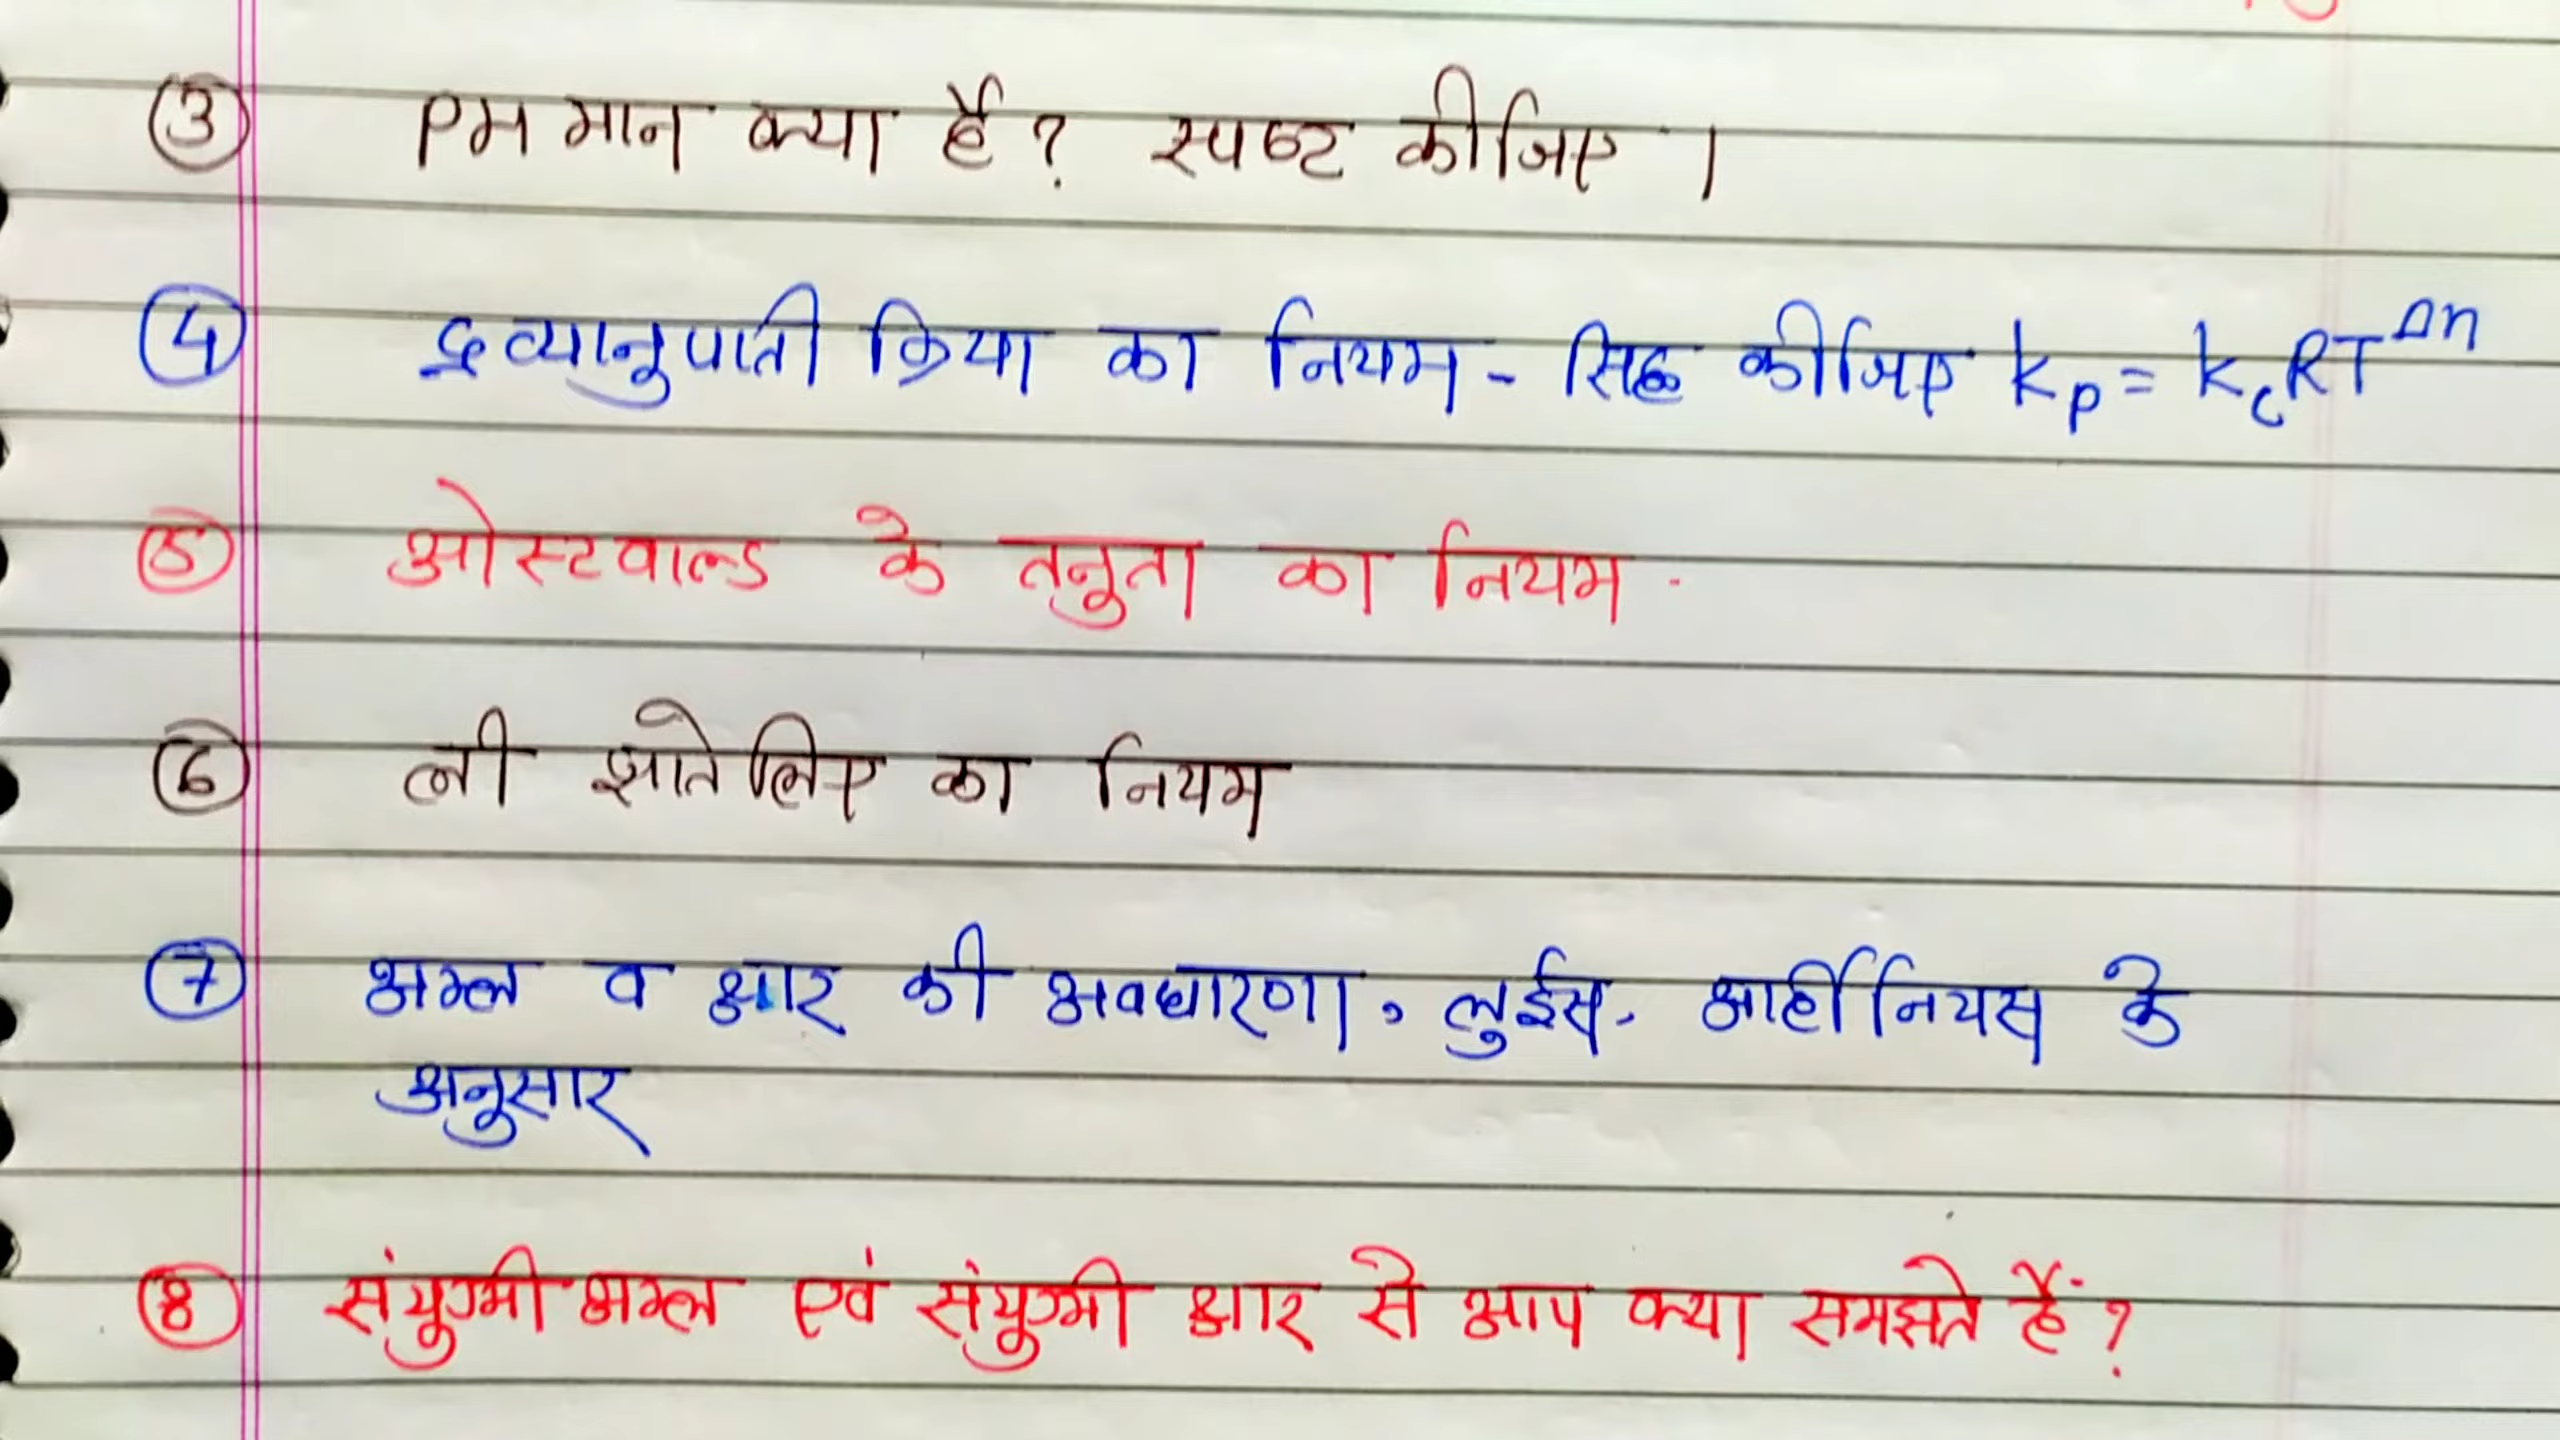 ③ PH मान क्या है? स्पष्ट कीजिए ।
④ द्रव्यानुपाती क्रिया का नियम - सिद्ध कीजिए kp = kcRT^Δn
⑤ ओस्टवाल्ड के तनुता का नियम .
⑥ ली शातेलिए का नियम
⑦ अम्ल व क्षार की अवधारणा, लुईस, आर्हीनियस के
अनुसार
⑧ संयुग्मी अम्ल एवं संयुग्मी क्षार से आप क्या समझते हैं?